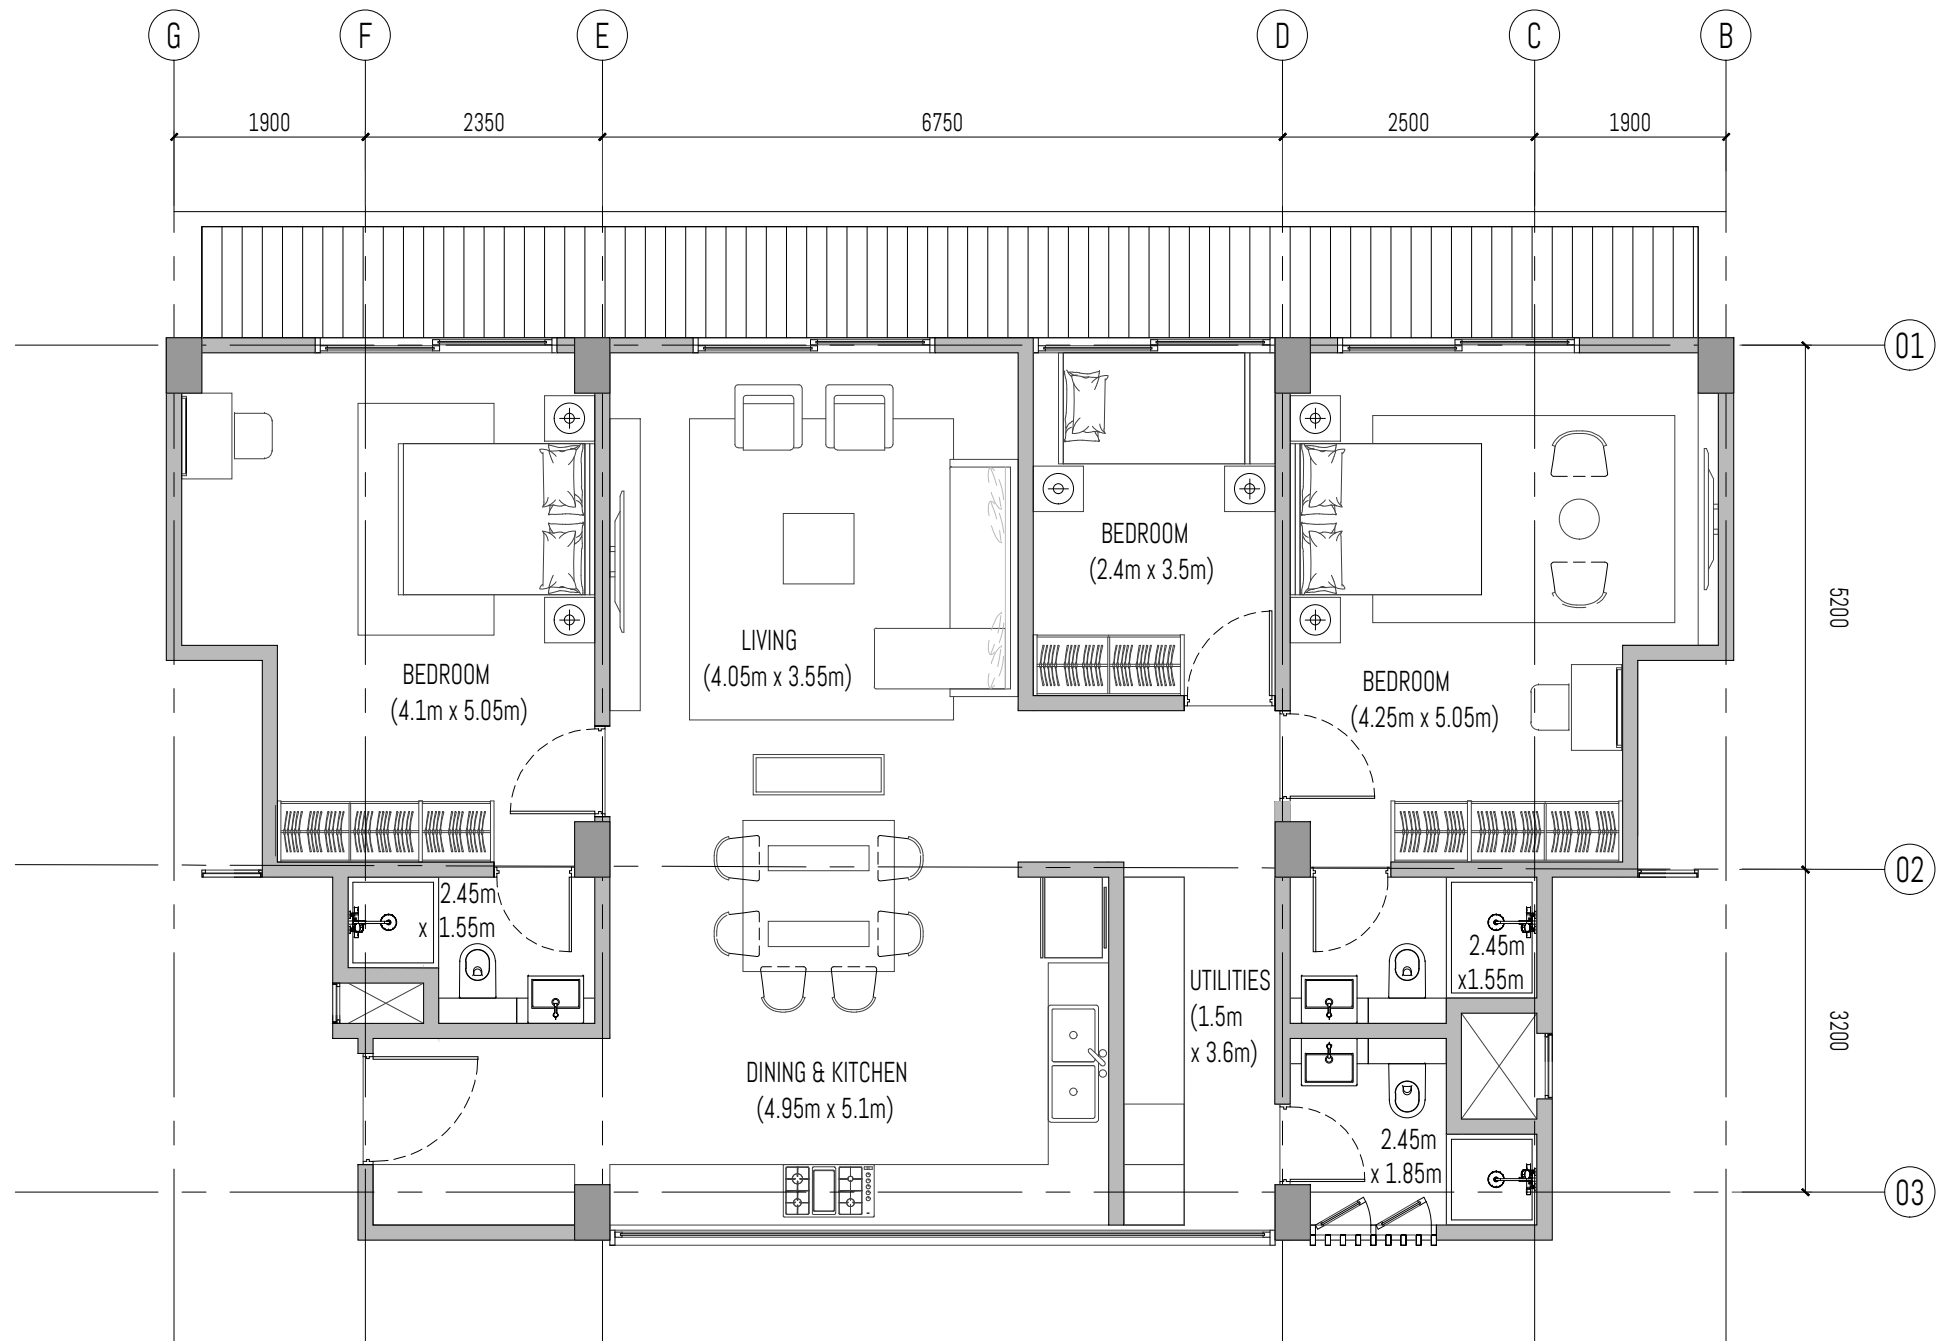 G F E D C B
1900 2350 6750 2500 1900
01
BEDROOM
(2.4m x 3.5m)
5200
LIVING
(4.05m x 3.55m)
BEDROOM
(4.1m x 5.05m)
BEDROOM
(4.25m x 5.05m)
02
2.45m
x 1.55m
2.45m
x1.55m
UTILITIES
(1.5m
x 3.6m)
3200
DINING & KITCHEN
(4.95m x 5.1m)
2.45m
x 1.85m
03